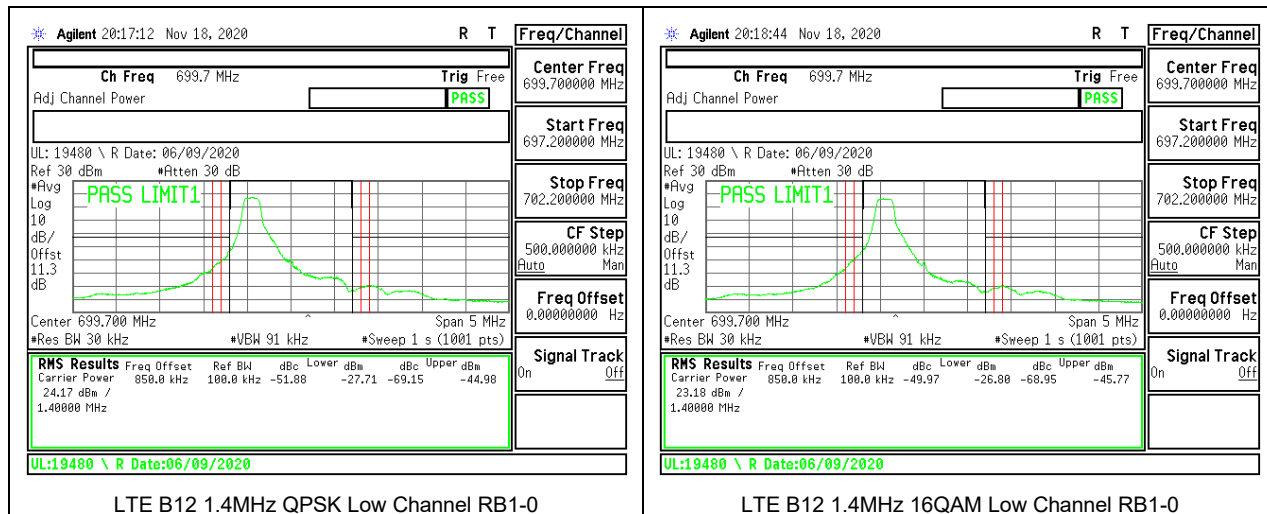 Agilent 20:17:12 Nov 18, 2020 R T
Freq/Channel
Ch Freq 699.7 MHz Trig Free
Adj Channel Power PASS
UL: 19480 \ R Date: 06/09/2020
Ref 30 dBm #Atten 30 dB
#Avg
Log
10
dB/
Offst
11.3
dB
PASS LIMIT1
Center 699.700 MHz Span 5 MHz
#Res BW 30 kHz #VBW 91 kHz #Sweep 1 s (1001 pts)
RMS Results Freq Offset Ref BW dBc Lower dBm dBc Upper dBm
Carrier Power 850.0 kHz 100.0 kHz -51.88 -27.71 -69.15 -44.98
24.17 dBm /
1.40000 MHz
UL:19480 \ R Date:06/09/2020
Center Freq
699.700000 MHz
Start Freq
697.200000 MHz
Stop Freq
702.200000 MHz
CF Step
500.000000 kHz
Auto Man
Freq Offset
0.00000000 Hz
Signal Track
On Off
LTE B12 1.4MHz QPSK Low Channel RB1-0
Agilent 20:18:44 Nov 18, 2020 R T
Freq/Channel
Ch Freq 699.7 MHz Trig Free
Adj Channel Power PASS
UL: 19480 \ R Date: 06/09/2020
Ref 30 dBm #Atten 30 dB
#Avg
Log
10
dB/
Offst
11.3
dB
PASS LIMIT1
Center 699.700 MHz Span 5 MHz
#Res BW 30 kHz #VBW 91 kHz #Sweep 1 s (1001 pts)
RMS Results Freq Offset Ref BW dBc Lower dBm dBc Upper dBm
Carrier Power 850.0 kHz 100.0 kHz -49.97 -26.80 -68.95 -45.77
23.18 dBm /
1.40000 MHz
UL:19480 \ R Date:06/09/2020
Center Freq
699.700000 MHz
Start Freq
697.200000 MHz
Stop Freq
702.200000 MHz
CF Step
500.000000 kHz
Auto Man
Freq Offset
0.00000000 Hz
Signal Track
On Off
LTE B12 1.4MHz 16QAM Low Channel RB1-0